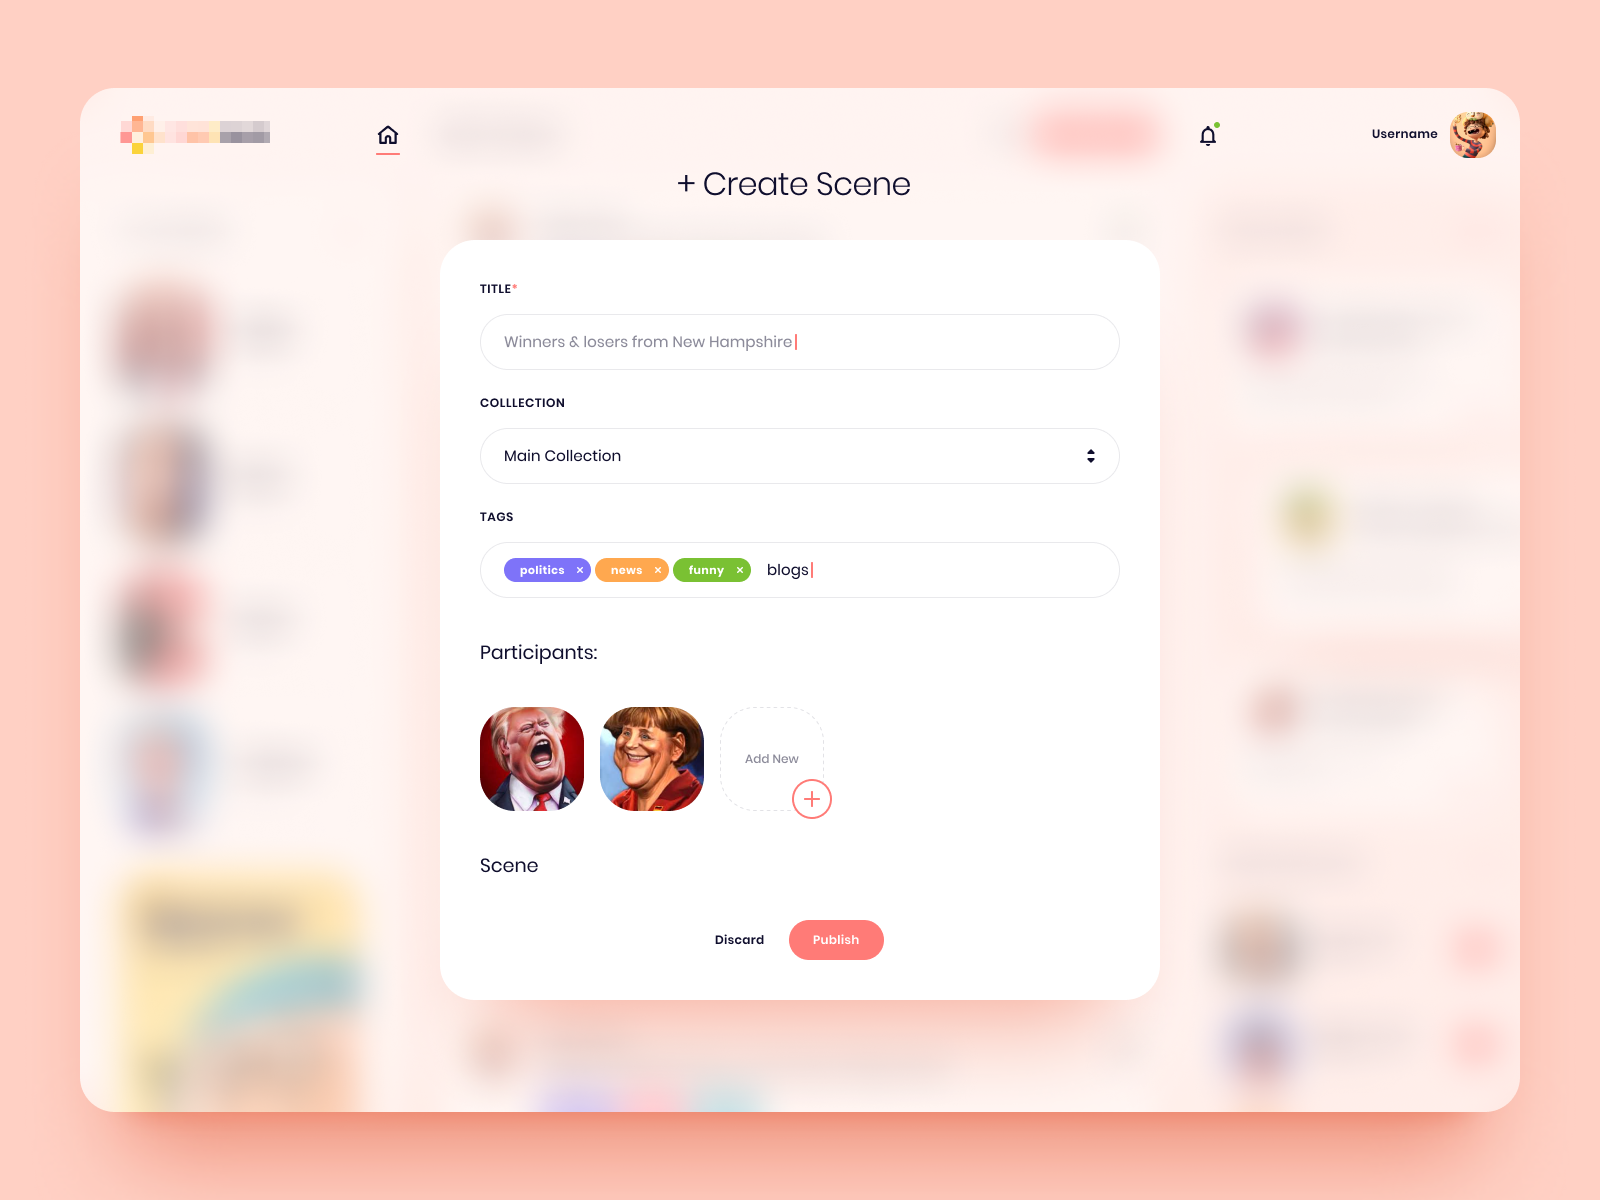 Username
+ Create Scene
TITLE*
Winners & losers from New Hampshire
COLLLECTION
Main Collection
TAGS
politics × news × funny × blogs
Participants:
Add New
Scene
Discard Publish